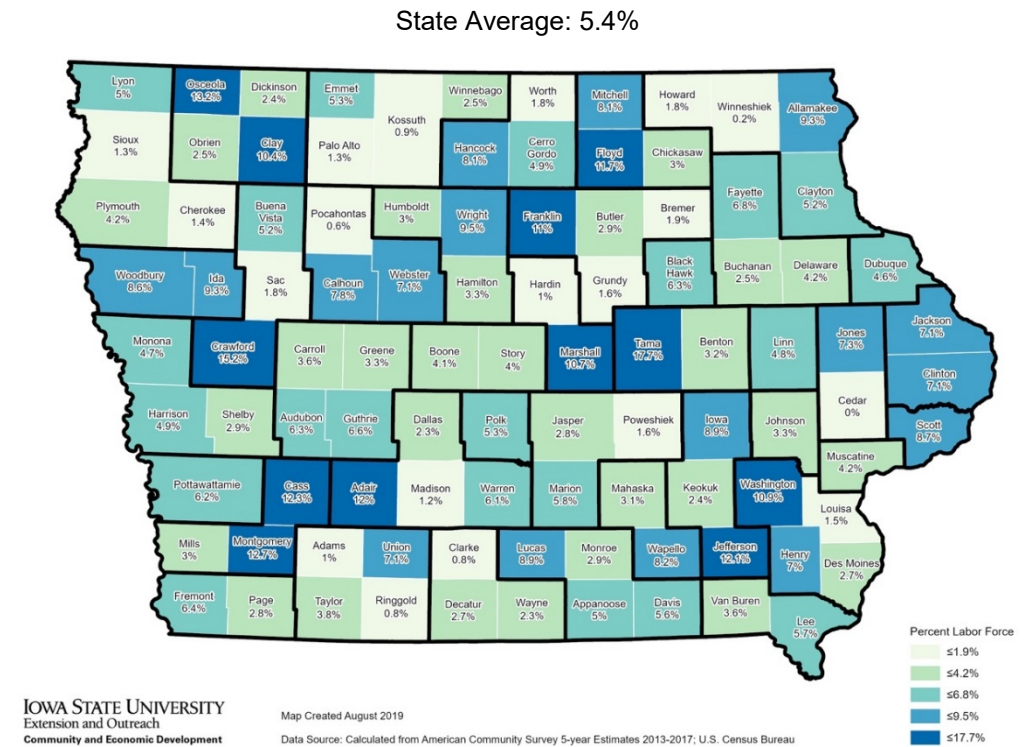 State Average: 5.4%
Lyon
5%
Osceola
13.2%
Dickinson
2.4%
Emmet
5.3%
Kossuth
0.9%
Winnebago
2.5%
Worth
1.8%
Mitchell
8.1%
Howard
1.8%
Winneshiek
0.2%
Allamakee
9.3%
Sioux
1.3%
Obrien
2.5%
Clay
10.4%
Palo Alto
1.3%
Hancock
8.1%
Cerro
Gordo
4.9%
Floyd
11.7%
Chickasaw
3%
Fayette
6.8%
Clayton
5.2%
Plymouth
4.2%
Cherokee
1.4%
Buena
Vista
5.2%
Pocahontas
0.6%
Humboldt
3%
Wright
9.5%
Franklin
11%
Butler
2.9%
Bremer
1.9%
Woodbury
8.6%
Ida
9.3%
Sac
1.8%
Calhoun
7.8%
Webster
7.1%
Hamilton
3.3%
Hardin
1%
Grundy
1.6%
Black
Hawk
6.3%
Buchanan
2.5%
Delaware
4.2%
Dubuque
4.6%
Monona
4.7%
Crawford
15.2%
Carroll
3.6%
Greene
3.3%
Boone
4.1%
Story
4%
Marshall
10.7%
Tama
17.7%
Benton
3.2%
Linn
4.8%
Jones
7.3%
Jackson
7.1%
Clinton
7.1%
Harrison
4.9%
Shelby
2.9%
Audubon
6.3%
Guthrie
6.6%
Dallas
2.3%
Polk
5.3%
Jasper
2.8%
Poweshiek
1.6%
Iowa
8.9%
Johnson
3.3%
Cedar
0%
Scott
8.7%
Muscatine
4.2%
Pottawattamie
6.2%
Cass
12.3%
Adair
12%
Madison
1.2%
Warren
6.1%
Marion
5.8%
Mahaska
3.1%
Keokuk
2.4%
Washington
10.9%
Louisa
1.5%
Mills
3%
Montgomery
12.7%
Adams
1%
Union
7.1%
Clarke
0.8%
Lucas
8.9%
Monroe
2.9%
Wapello
8.2%
Jefferson
12.1%
Henry
7%
Des Moines
2.7%
Fremont
6.4%
Page
2.8%
Taylor
3.8%
Ringgold
0.8%
Decatur
2.7%
Wayne
2.3%
Appanoose
5%
Davis
5.6%
Van Buren
3.6%
Lee
5.7%
Percent Labor Force
≤1.9%
≤4.2%
≤6.8%
≤9.5%
≤17.7%
IOWA STATE UNIVERSITY
Extension and Outreach
Community and Economic Development
Map Created August 2019
Data Source: Calculated from American Community Survey 5-year Estimates 2013-2017; U.S. Census Bureau